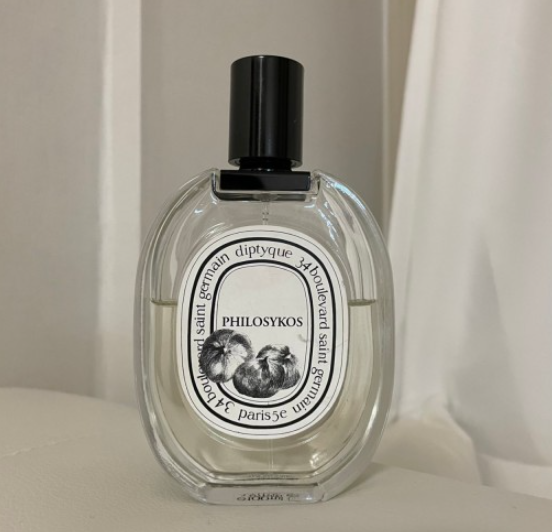 diptyque 34 boulevard saint germain
paris 5e
34 boulevard saint germain
PHILOSYKOS